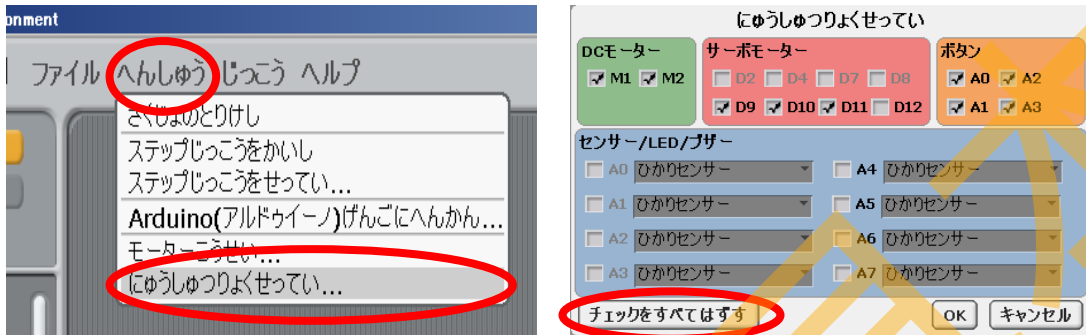 onment
ファイル へんしゅう じっこう ヘルプ
さくじょのとりけし
ステップじっこうをかいし
ステップじっこうをせってい...
Arduino(アルドゥイーノ)げんごにへんかん...
モーターこうせい...
にゅうしゅつりょくせってい...
にゅうしゅつりょくせってい
DCモーター サーボモーター ボタン
M1 M2 D2 D4 D7 D8 A0 A2
D9 D10 D11 D12 A1 A3
センサー/LED/ブザー
A0 ひかりセンサー A4 ひかりセンサー
A1 ひかりセンサー A5 ひかりセンサー
A2 ひかりセンサー A6 ひかりセンサー
A3 ひかりセンサー A7 ひかりセンサー
チェックをすべてはずす OK キャンセル